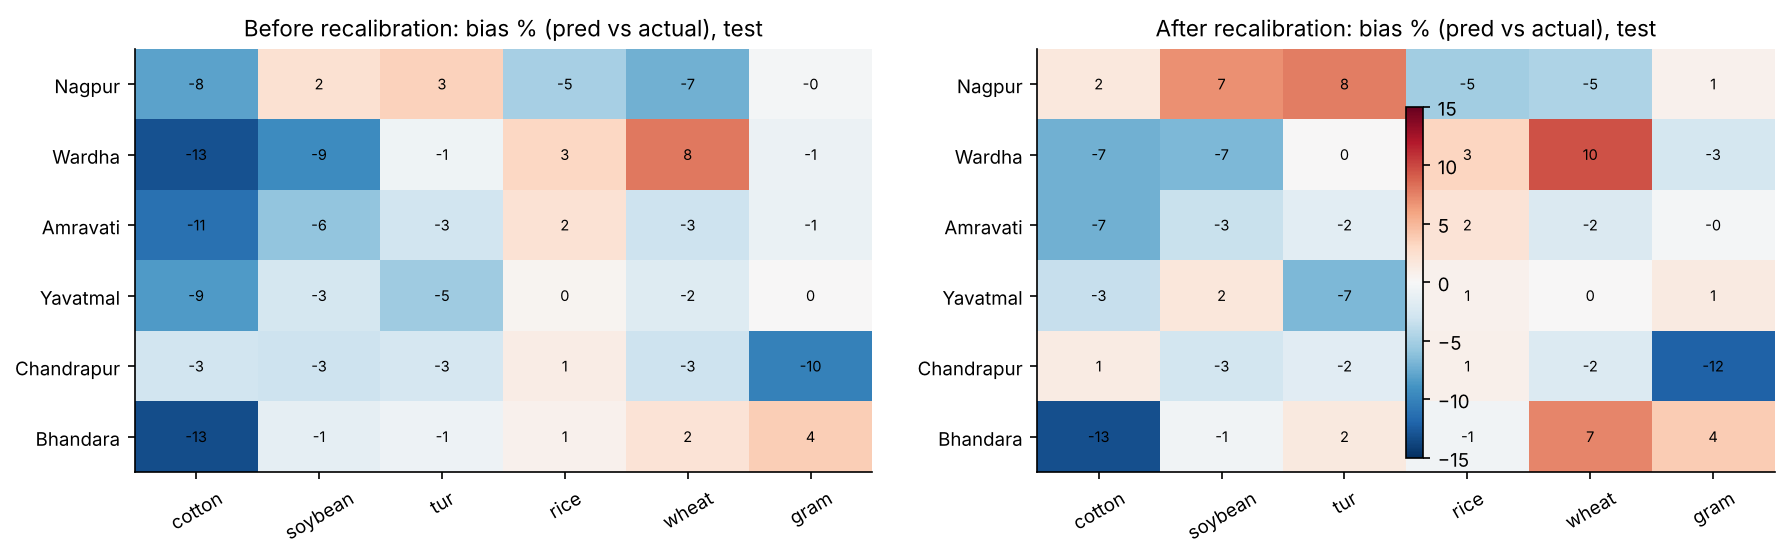 Before recalibration: bias % (pred vs actual), test
Nagpur -8 2 3 -5 -7 -0
Wardha -13 -9 -1 3 8 -1
Amravati -11 -6 -3 2 -3 -1
Yavatmal -9 -3 -5 0 -2 0
Chandrapur -3 -3 -3 1 -3 -10
Bhandara -13 -1 -1 1 2 4
cotton soybean tur rice wheat gram
After recalibration: bias % (pred vs actual), test
Nagpur 2 7 8 -5 -5 1
Wardha -7 -7 0 3 10 -3
Amravati -7 -3 -2 2 -2 -0
Yavatmal -3 2 -7 1 0 1
Chandrapur 1 -3 -2 1 -2 -12
Bhandara -13 -1 2 -1 7 4
cotton soybean tur rice wheat gram
15
10
5
0
−5
−10
−15